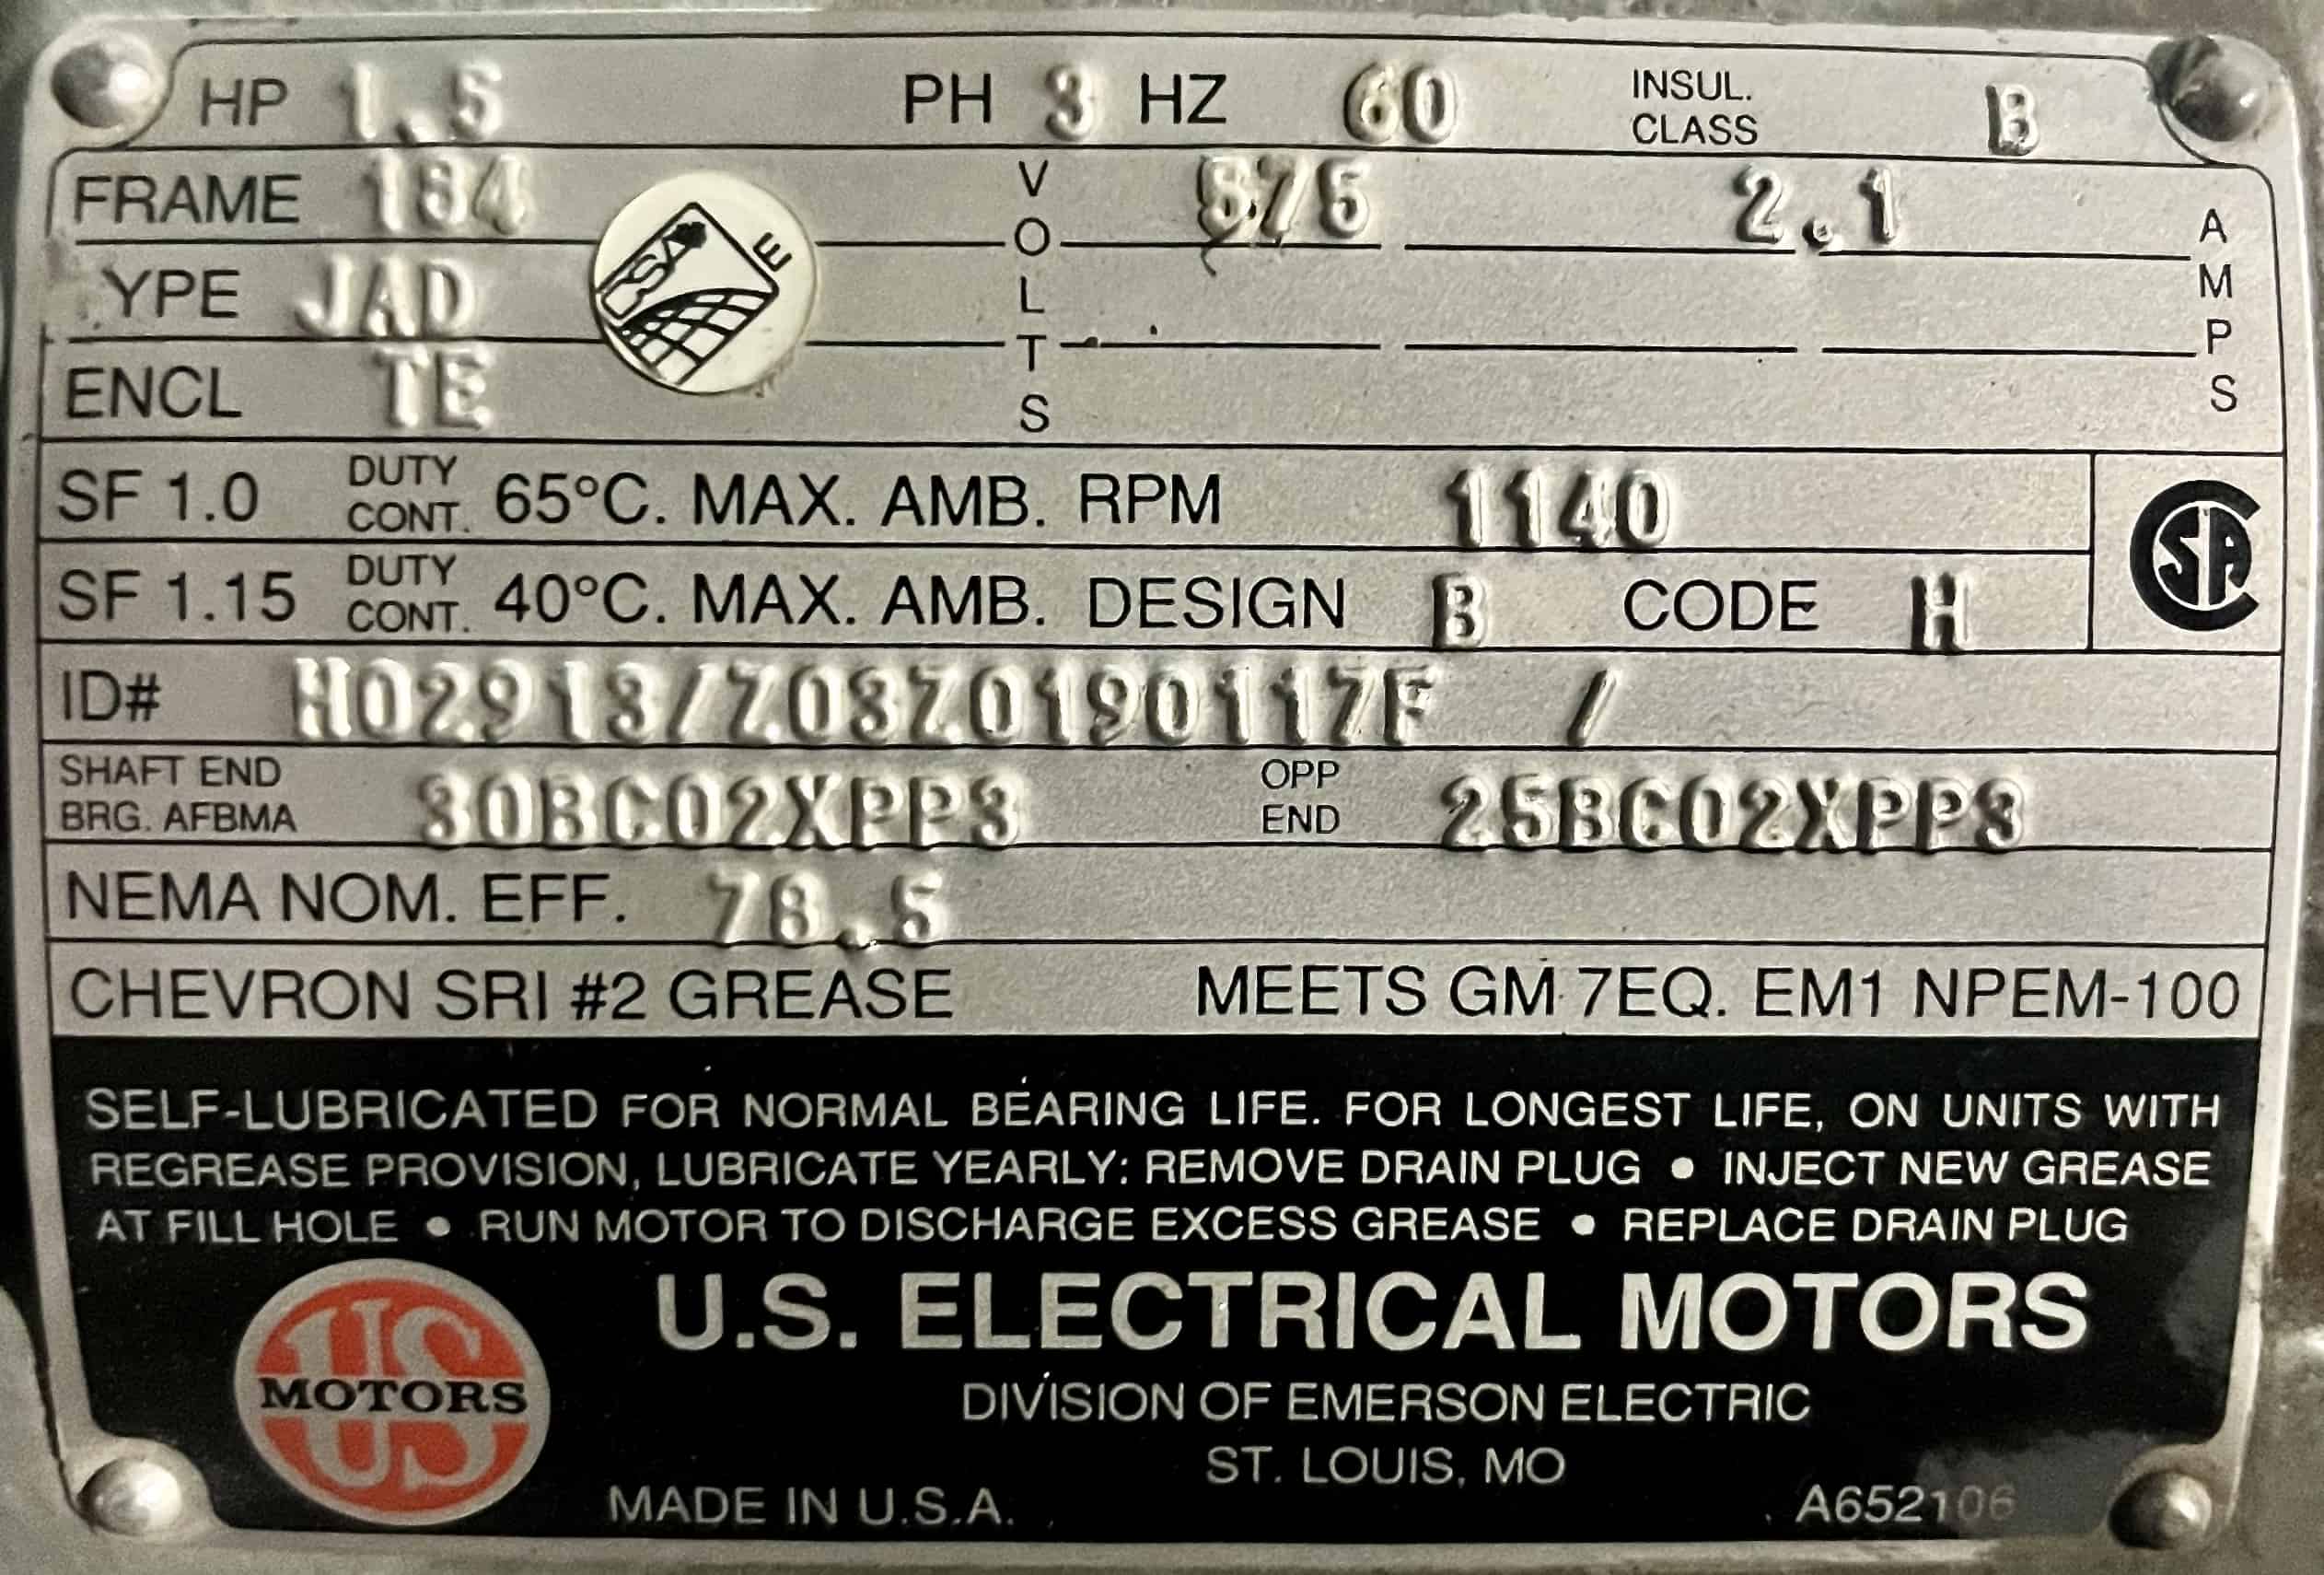 HP 1.5 PH 3 HZ 60 INSUL. CLASS B
FRAME 184 VOLTS 575 2.1 AMPS
YPE JAD
ENCL TE
CSA E
SF 1.0 DUTY CONT. 65°C. MAX. AMB. RPM 1140
SF 1.15 DUTY CONT. 40°C. MAX. AMB. DESIGN B CODE H
CSA
ID# H02913/Z03Z0190117F /
SHAFT END BRG. AFBMA 30BC02XPP3 OPP END 25BC02XPP3
NEMA NOM. EFF. 78.5
CHEVRON SRI #2 GREASE MEETS GM 7EQ. EM1 NPEM-100
SELF-LUBRICATED FOR NORMAL BEARING LIFE. FOR LONGEST LIFE, ON UNITS WITH
REGREASE PROVISION, LUBRICATE YEARLY: REMOVE DRAIN PLUG • INJECT NEW GREASE
AT FILL HOLE • RUN MOTOR TO DISCHARGE EXCESS GREASE • REPLACE DRAIN PLUG
US MOTORS
U.S. ELECTRICAL MOTORS
DIVISION OF EMERSON ELECTRIC
ST. LOUIS, MO
MADE IN U.S.A. A652106